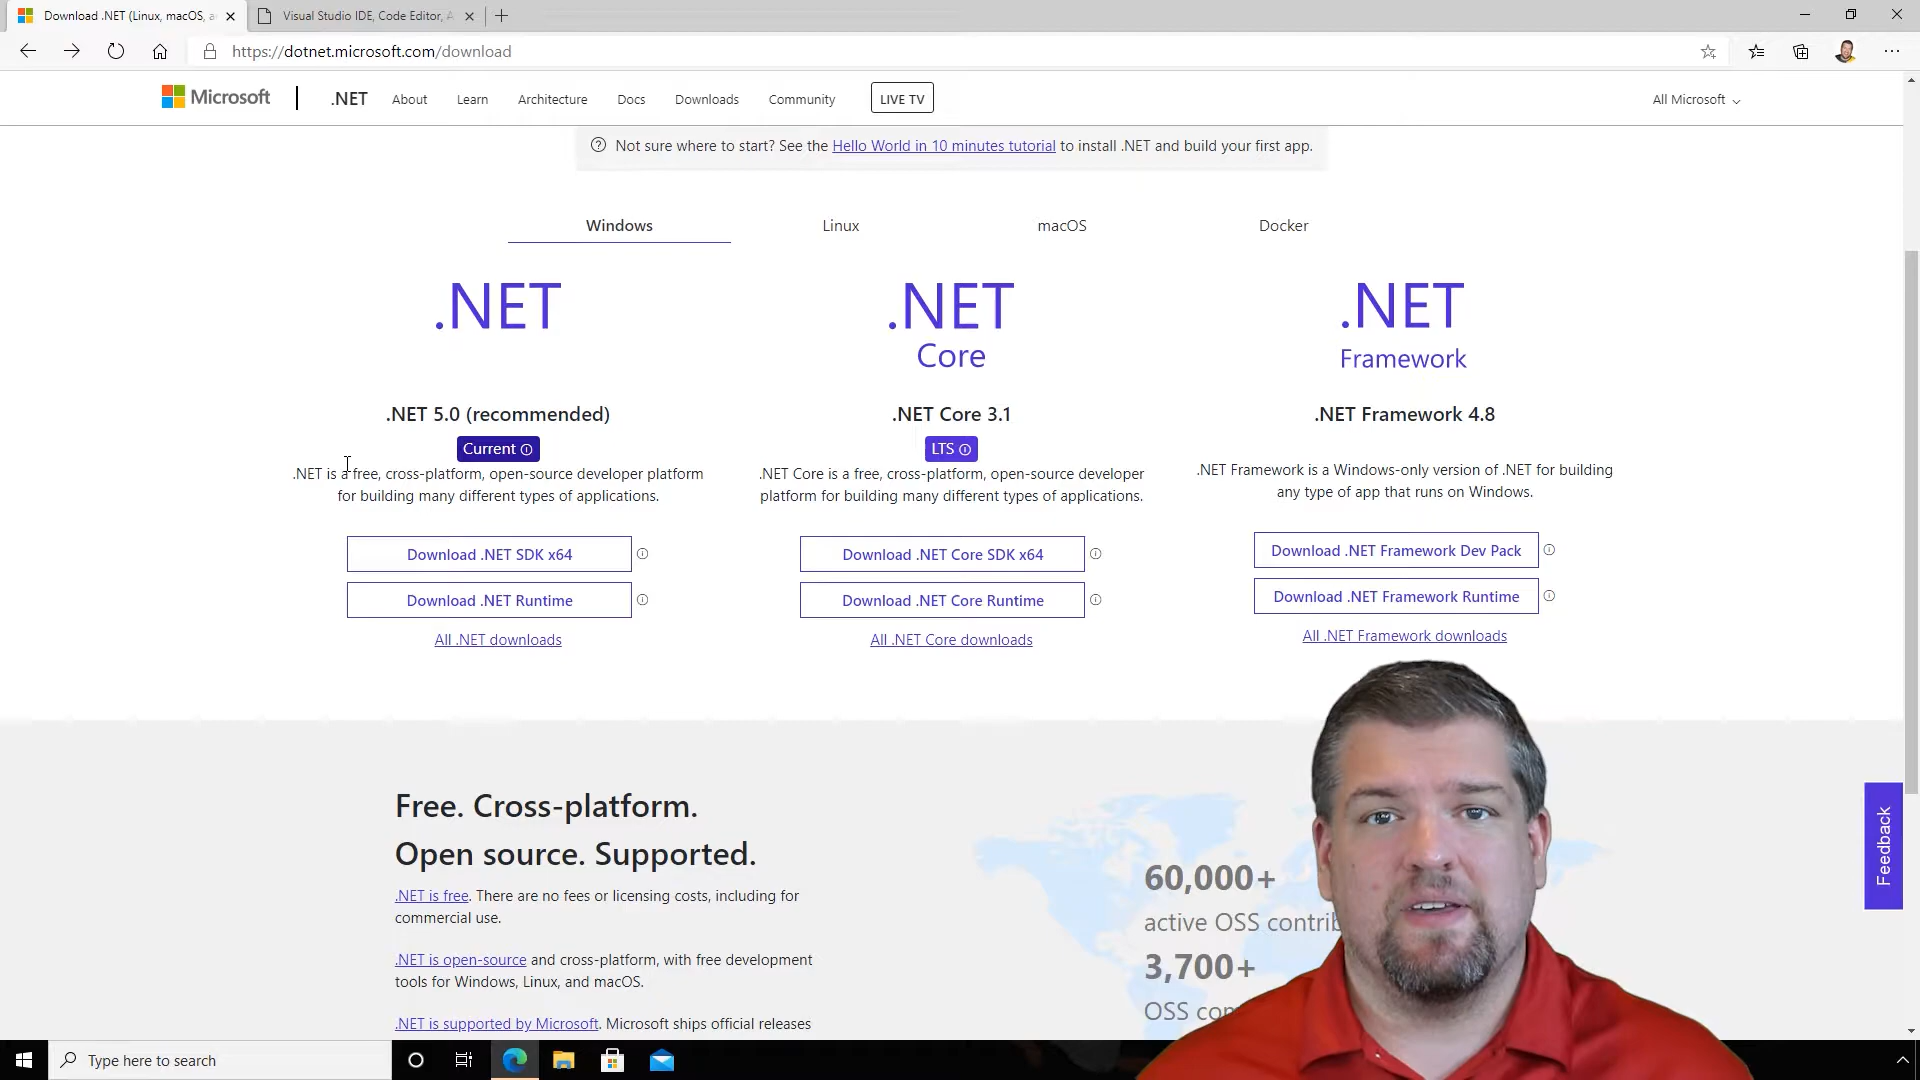 Download .NET (Linux, macOS, a
Visual Studio IDE, Code Editor, A
https://dotnet.microsoft.com/download
Microsoft
.NET
About
Learn
Architecture
Docs
Downloads
Community
LIVE TV
All Microsoft
Not sure where to start? See the Hello World in 10 minutes tutorial to install .NET and build your first app.
Windows
Linux
macOS
Docker
.NET
.NET 5.0 (recommended)
Current
.NET is a free, cross-platform, open-source developer platform
for building many different types of applications.
Download .NET SDK x64
Download .NET Runtime
All .NET downloads
.NET
Core
.NET Core 3.1
LTS
.NET Core is a free, cross-platform, open-source developer
platform for building many different types of applications.
Download .NET Core SDK x64
Download .NET Core Runtime
All .NET Core downloads
.NET
Framework
.NET Framework 4.8
.NET Framework is a Windows-only version of .NET for building
any type of app that runs on Windows.
Download .NET Framework Dev Pack
Download .NET Framework Runtime
All .NET Framework downloads
Free. Cross-platform.
Open source. Supported.
.NET is free. There are no fees or licensing costs, including for
commercial use.
.NET is open-source and cross-platform, with free development
tools for Windows, Linux, and macOS.
.NET is supported by Microsoft. Microsoft ships official releases
60,000+
active OSS contrib
3,700+
OSS com
Feedback
Type here to search